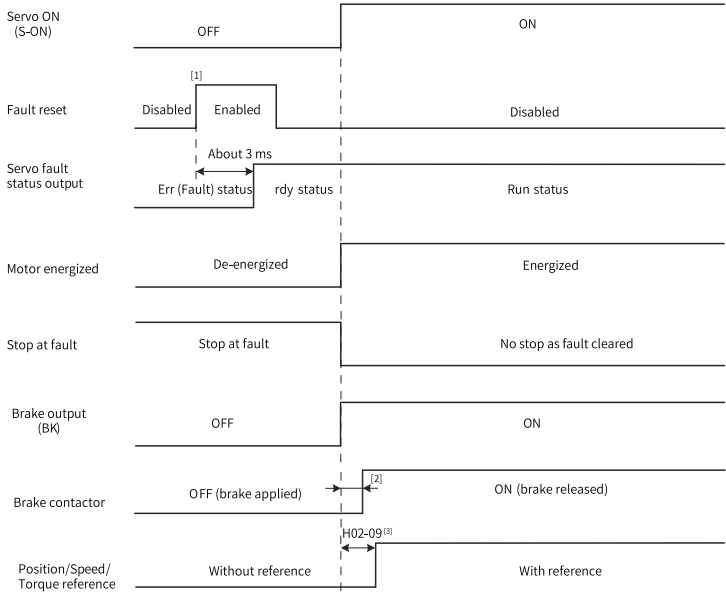 Servo ON
(S-ON)
OFF
ON
[1]
Fault reset
Disabled
Enabled
Disabled
About 3 ms
Servo fault
status output
Err (Fault) status
rdy status
Run status
Motor energized
De-energized
Energized
Stop at fault
Stop at fault
No stop as fault cleared
Brake output
(BK)
OFF
ON
[2]
Brake contactor
OFF (brake applied)
ON (brake released)
H02-09 [3]
Position/Speed/
Torque reference
Without reference
With reference